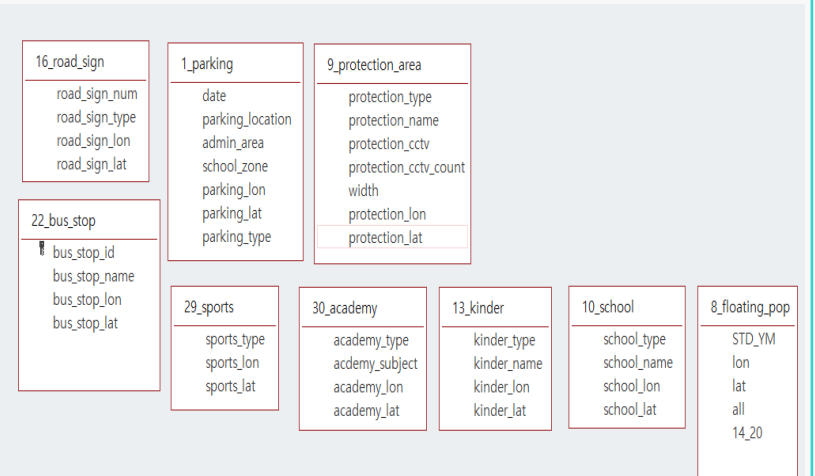 16_road_sign
road_sign_num
road_sign_type
road_sign_lon
road_sign_lat
1_parking
date
parking_location
admin_area
school_zone
parking_lon
parking_lat
parking_type
9_protection_area
protection_type
protection_name
protection_cctv
protection_cctv_count
width
protection_lon
protection_lat
22_bus_stop
bus_stop_id
bus_stop_name
bus_stop_lon
bus_stop_lat
29_sports
sports_type
sports_lon
sports_lat
30_academy
academy_type
acdemy_subject
academy_lon
academy_lat
13_kinder
kinder_type
kinder_name
kinder_lon
kinder_lat
10_school
school_type
school_name
school_lon
school_lat
8_floating_pop
STD_YM
lon
lat
all
14_20